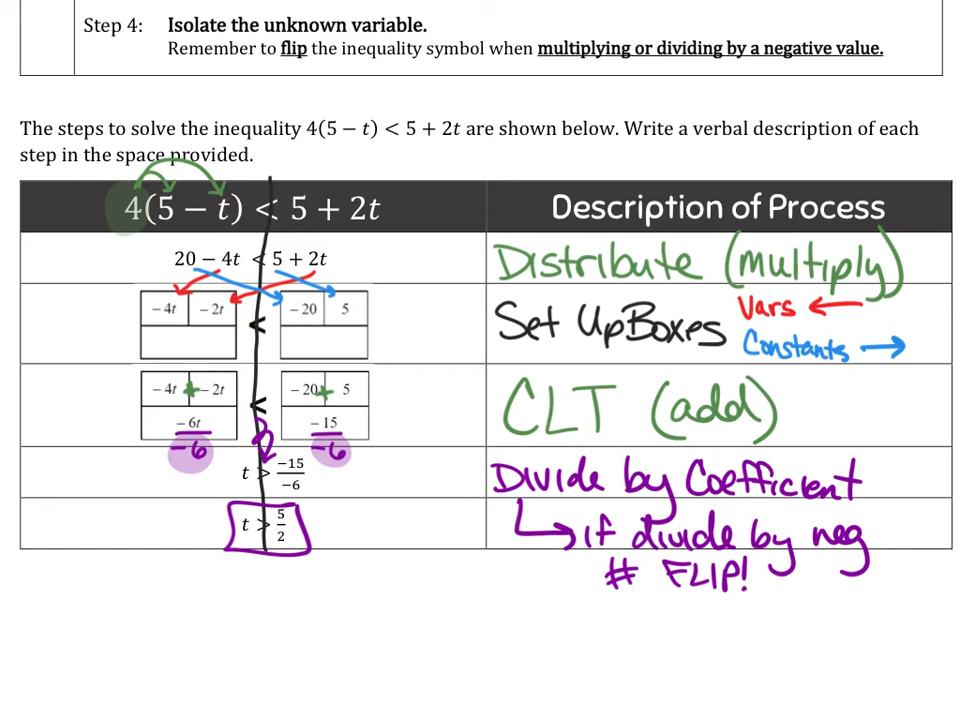 Step 4: Isolate the unknown variable.
Remember to flip the inequality symbol when multiplying or dividing by a negative value.
The steps to solve the inequality 4(5 − t) < 5 + 2t are shown below. Write a verbal description of each
step in the space provided.
4(5 − t) < 5 + 2t Description of Process
20 − 4t < 5 + 2t Distribute (multiply)
− 4t − 2t < − 20 5 Set Up Boxes Vars ←
Constants →
− 4t + − 2t < − 20 + 5 CLT (add)
− 6t − 15
−6 −6
t > −15/−6 Divide by Coefficient
t > 5/2 ↳ if divide by neg
# FLIP!